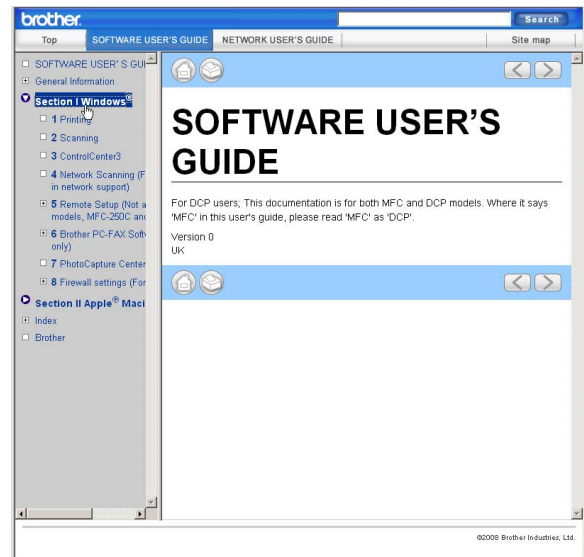 brother.
Search
Top
SOFTWARE USER'S GUIDE
NETWORK USER'S GUIDE
Site map
SOFTWARE USER' S GUI
General Information
Section I Windows®
1 Printing
2 Scanning
3 ControlCenter3
4 Network Scanning (F
in network support)
5 Remote Setup (Not a
models, MFC-250C and
6 Brother PC-FAX Soft
only)
7 PhotoCapture Center
8 Firewall settings (For
Section II Apple® Maci
Index
Brother
SOFTWARE USER'S
GUIDE
For DCP users; This documentation is for both MFC and DCP models. Where it says
'MFC' in this user's guide, please read 'MFC' as 'DCP'.
Version 0
UK
©2008 Brother Industries, Ltd.